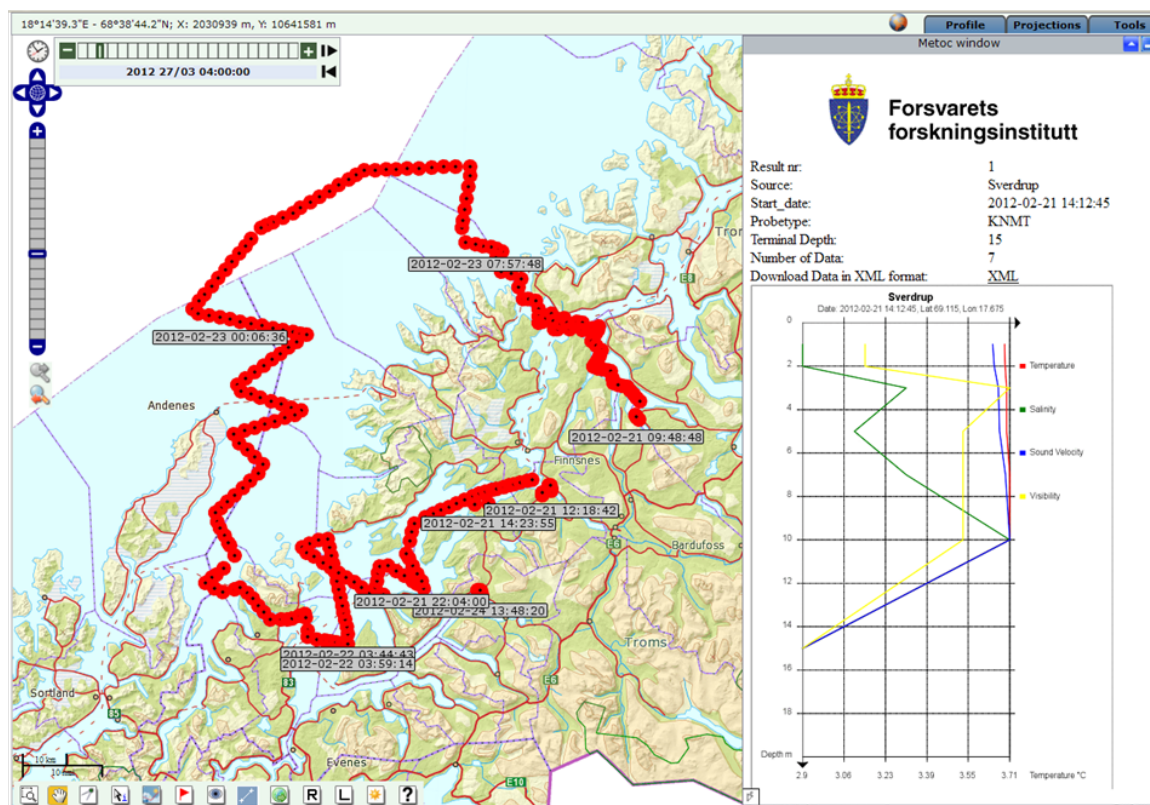 18°14'39.3"E - 68°38'44.2"N; X: 2030939 m, Y: 10641581 m
Profile
Projections
Tools
Metoc window
2012 27/03 04:00:00
Forsvarets
forskningsinstitutt
Result nr: 1
Source: Sverdrup
Start_date: 2012-02-21 14:12:45
Probetype: KNMT
Terminal Depth: 15
Number of Data: 7
Download Data in XML format: XML
Sverdrup
Date: 2012-02-21 14:12:45, Lat 69.115, Lon:17.675
0
2
4
6
8
10
12
14
16
18
Depth m
2.9 3.06 3.23 3.39 3.55 3.71 Temperature °C
Temperature
Salinity
Sound Velocity
Visibility
Tron
E8
2012-02-23 07:57:48
2012-02-23 00:06:36
Andenes
2012-02-21 09:48:48
Finnsnes
2012-02-21 12:18:42
2012-02-21 14:23:55
E6
Bardufoss
2012-02-21 22:04:00
2012-02-24 13:48:20
Troms
2012-02-22 03:44:43
2012-02-22 03:59:14
E6
Sortland
83
85
Evenes
E10
10 km
R
L
?